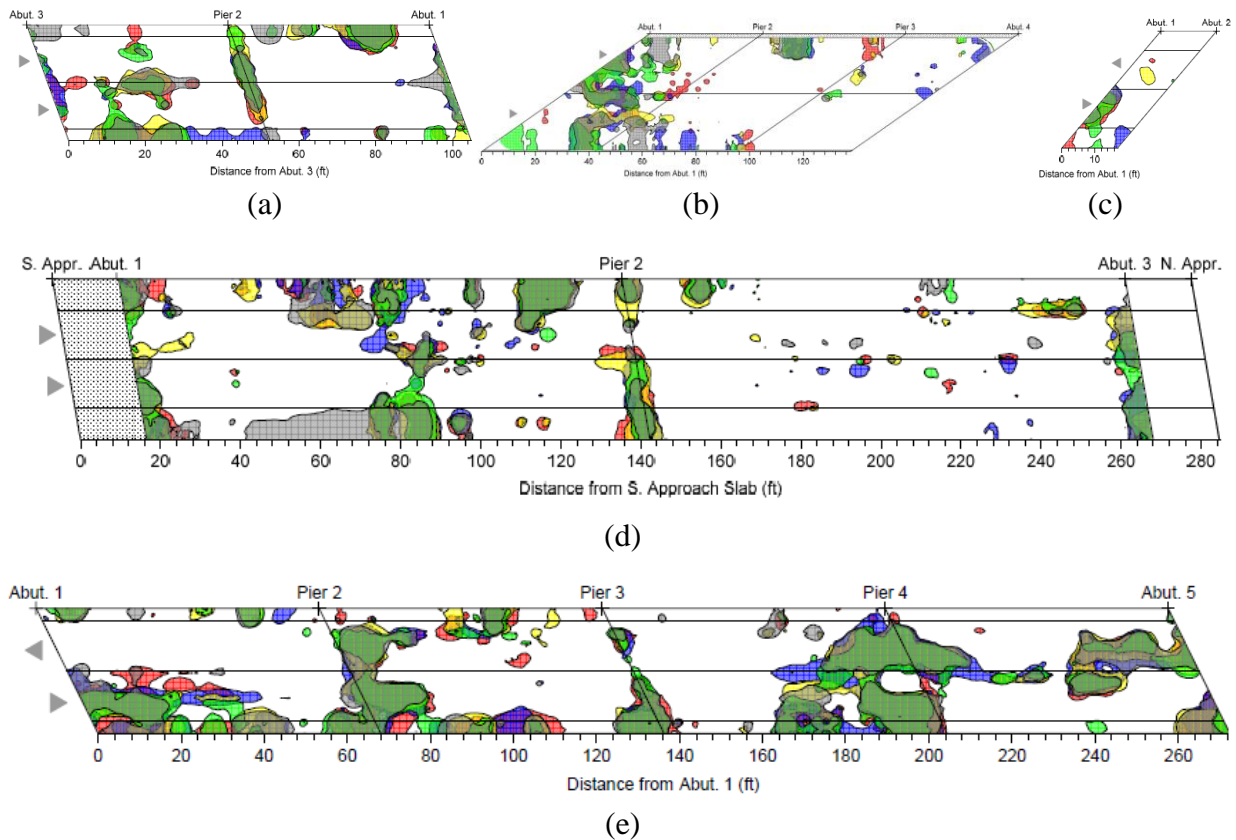 Abut. 3 Pier 2 Abut. 1
0 20 40 60 80 100
Distance from Abut. 3 (ft)
(a)
Abut. 1 Pier 2 Pier 3 Abut. 4
0 20 40 60 80 100 120
Distance from Abut. 1 (ft)
(b)
Abut. 1 Abut. 2
0 10
Distance from Abut. 1 (ft)
(c)
S. Appr.. Abut. 1 Pier 2 Abut. 3 N. Appr..
0 20 40 60 80 100 120 140 160 180 200 220 240 260 280
Distance from S. Approach Slab (ft)
(d)
Abut. 1 Pier 2 Pier 3 Pier 4 Abut. 5
0 20 40 60 80 100 120 140 160 180 200 220 240 260
Distance from Abut. 1 (ft)
(e)